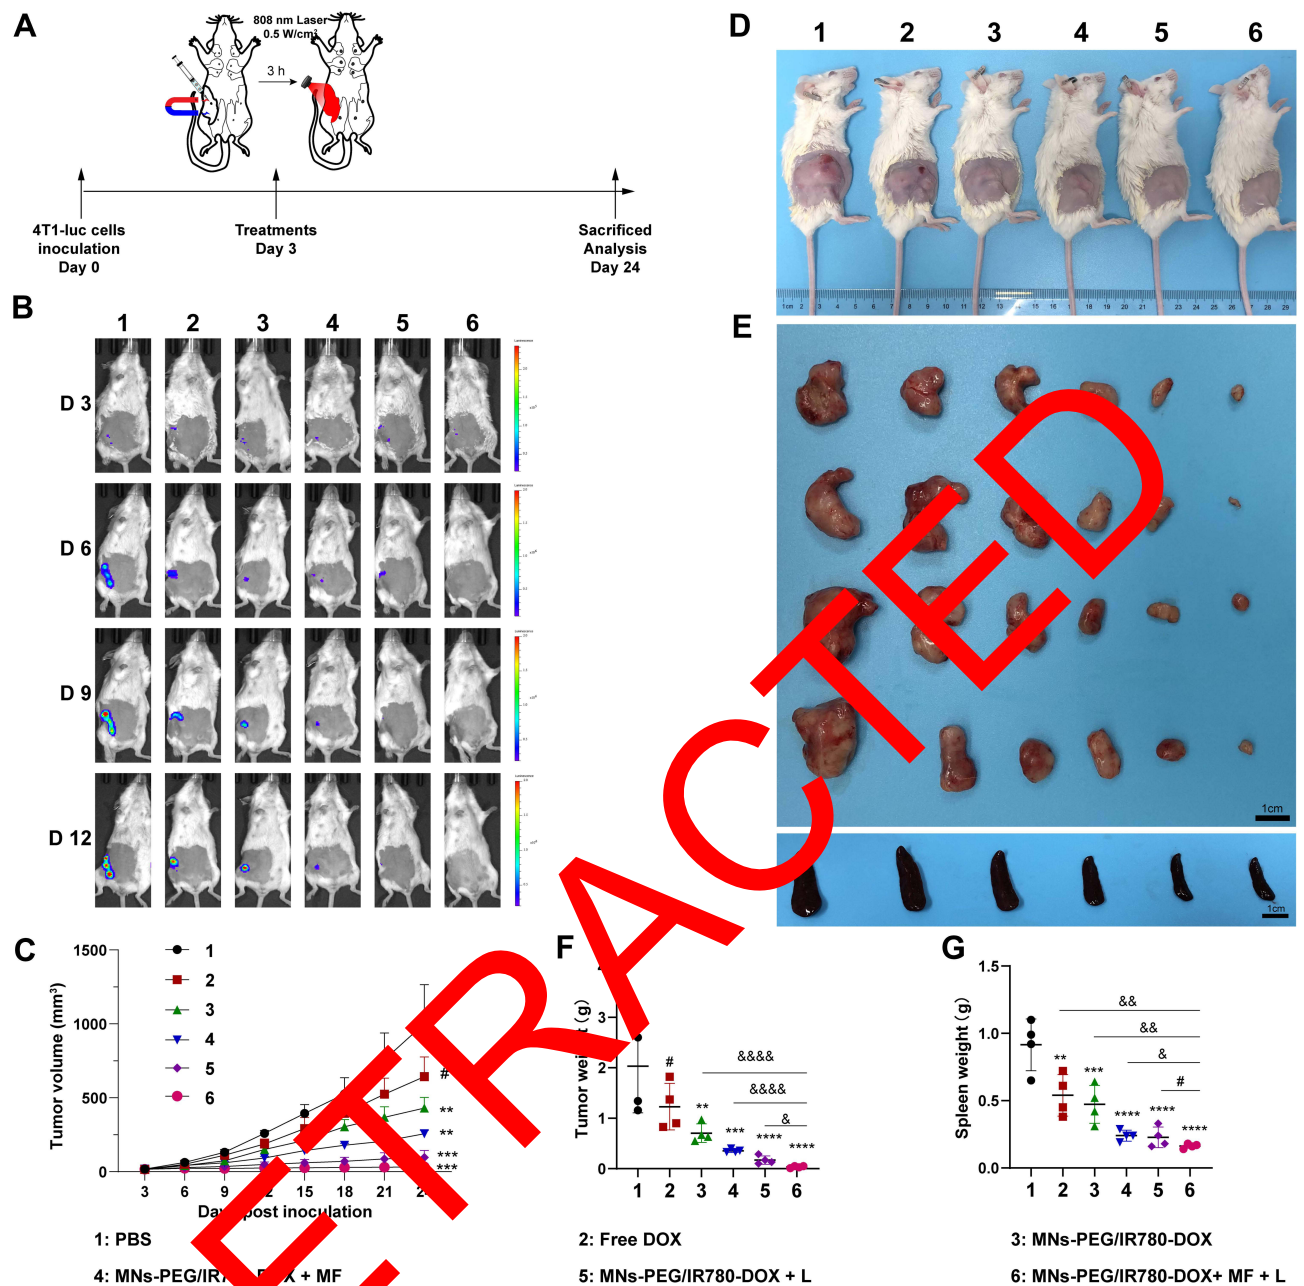 A
808 nm Laser
0.5 W/cm²
3 h
4T1-luc cells
inoculation
Day 0
Treatments
Day 3
Sacrificed
Analysis
Day 24
B
1 2 3 4 5 6
D 3
D 6
D 9
D 12
C
Tumor volume (mm³)
1500
1000
500
0
3 6 9 12 15 18 21
1
2
3
4
5
6
#
**
**
***
***
post inoculation
D
1 2 3 4 5 6
E
1cm
1cm
F
Tumor weight (g)
3
2
1
0
1 2 3 4 5 6
#
**
***
****
****
&&&&
&&&&
&
G
Spleen weight (g)
1.5
1.0
0.5
0.0
1 2 3 4 5 6
**
***
****
****
****
&&
&&
&
#
1: PBS
2: Free DOX
3: MNs-PEG/IR780-DOX
4: MNs-PEG/IR780-DOX + MF
5: MNs-PEG/IR780-DOX + L
6: MNs-PEG/IR780-DOX+ MF + L
RETRACTED